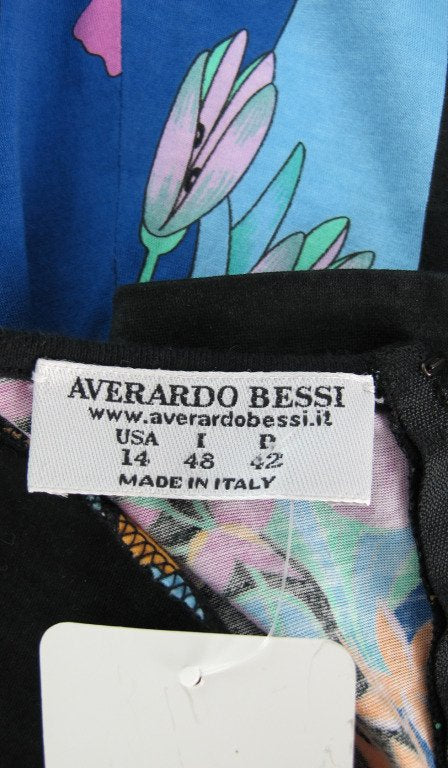 AVERARDO BESSI
www.averardobessi.it
USA I D
14 48 42
MADE IN ITALY